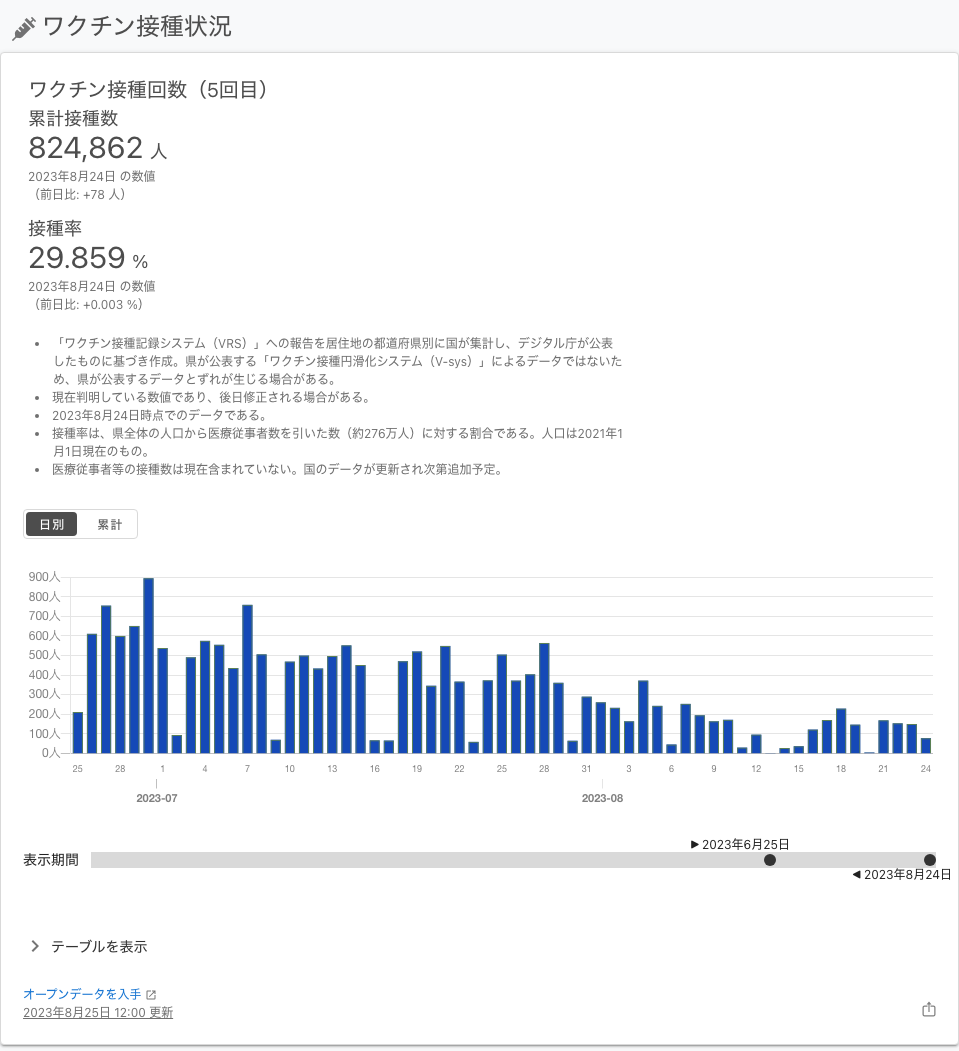 ワクチン接種状況
ワクチン接種回数（5回目）
累計接種数
824,862 人
2023年8月24日 の数値
（前日比: +78 人）
接種率
29.859 %
2023年8月24日 の数値
（前日比: +0.003 %）
• 「ワクチン接種記録システム（VRS）」への報告を居住地の都道府県別に国が集計し、デジタル庁が公表
したものに基づき作成。県が公表する「ワクチン接種円滑化システム（V-sys）」によるデータではないた
め、県が公表するデータとずれが生じる場合がある。
• 現在判明している数値であり、後日修正される場合がある。
• 2023年8月24日時点でのデータである。
• 接種率は、県全体の人口から医療従事者数を引いた数（約276万人）に対する割合である。人口は2021年1
月1日現在のもの。
• 医療従事者等の接種数は現在含まれていない。国のデータが更新され次第追加予定。
日別 累計
900人
800人
700人
600人
500人
400人
300人
200人
100人
0人
25 28 1 4 7 10 13 16 19 22 25 28 31 3 6 9 12 15 18 21 24
2023-07 2023-08
▶ 2023年6月25日
表示期間
◀ 2023年8月24日
テーブルを表示
オープンデータを入手
2023年8月25日 12:00 更新